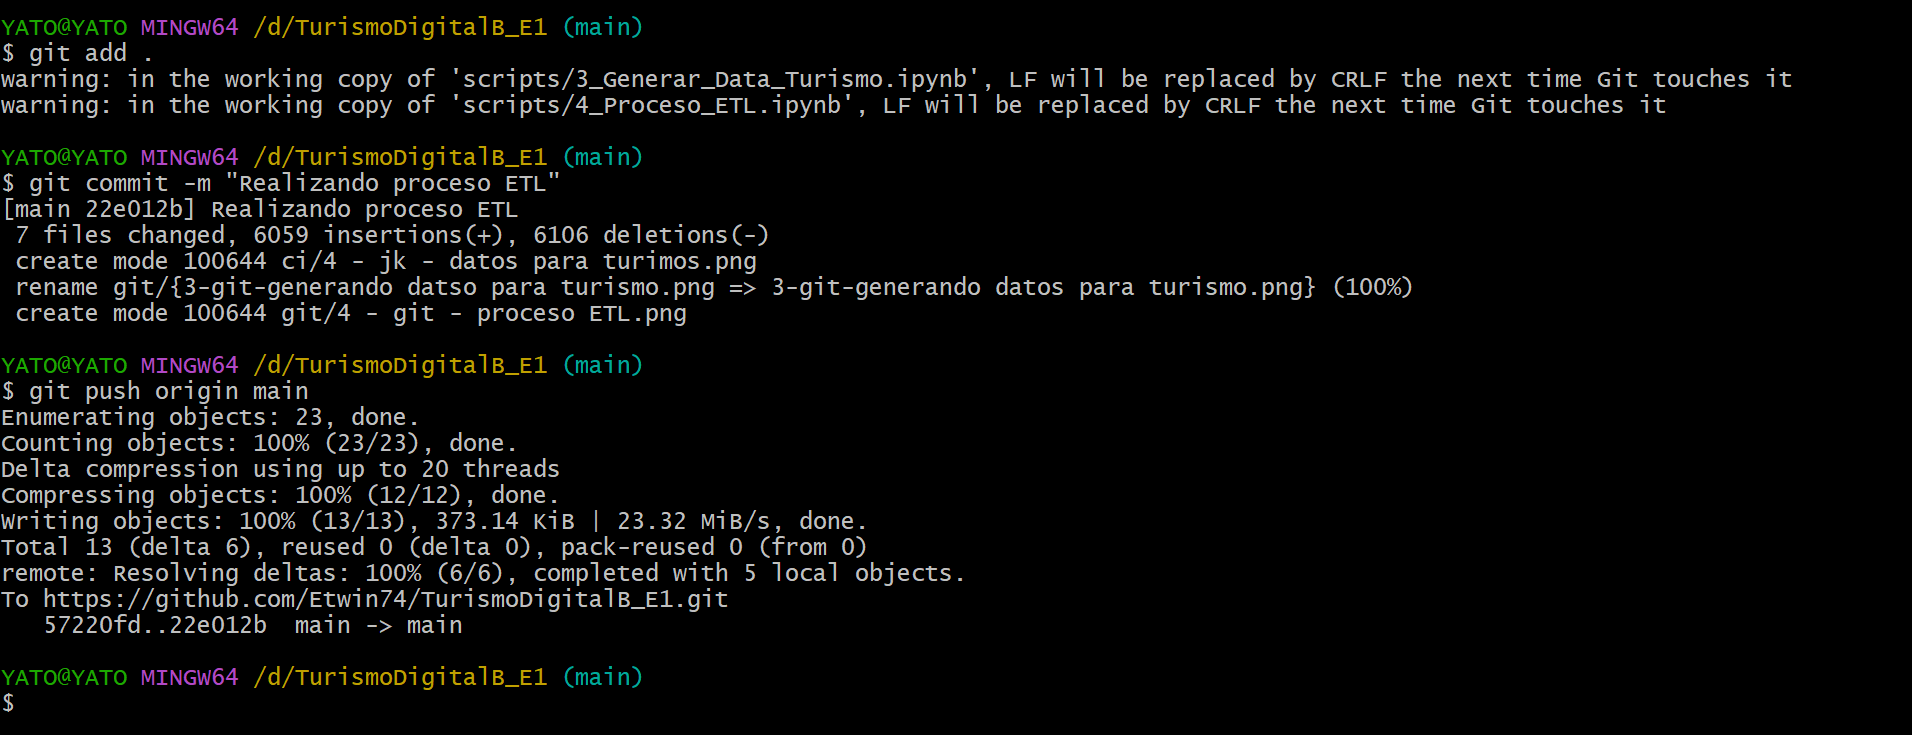 YATO@YATO MINGW64 /d/TurismoDigitalB_E1 (main)
$ git add .
warning: in the working copy of 'scripts/3_Generar_Data_Turismo.ipynb', LF will be replaced by CRLF the next time Git touches it
warning: in the working copy of 'scripts/4_Proceso_ETL.ipynb', LF will be replaced by CRLF the next time Git touches it
YATO@YATO MINGW64 /d/TurismoDigitalB_E1 (main)
$ git commit -m "Realizando proceso ETL"
[main 22e012b] Realizando proceso ETL
 7 files changed, 6059 insertions(+), 6106 deletions(-)
 create mode 100644 ci/4 - jk - datos para turimos.png
 rename git/{3-git-generando datso para turismo.png => 3-git-generando datos para turismo.png} (100%)
 create mode 100644 git/4 - git - proceso ETL.png
YATO@YATO MINGW64 /d/TurismoDigitalB_E1 (main)
$ git push origin main
Enumerating objects: 23, done.
Counting objects: 100% (23/23), done.
Delta compression using up to 20 threads
Compressing objects: 100% (12/12), done.
Writing objects: 100% (13/13), 373.14 KiB | 23.32 MiB/s, done.
Total 13 (delta 6), reused 0 (delta 0), pack-reused 0 (from 0)
remote: Resolving deltas: 100% (6/6), completed with 5 local objects.
To https://github.com/Etwin74/TurismoDigitalB_E1.git
   57220fd..22e012b  main -> main
YATO@YATO MINGW64 /d/TurismoDigitalB_E1 (main)
$